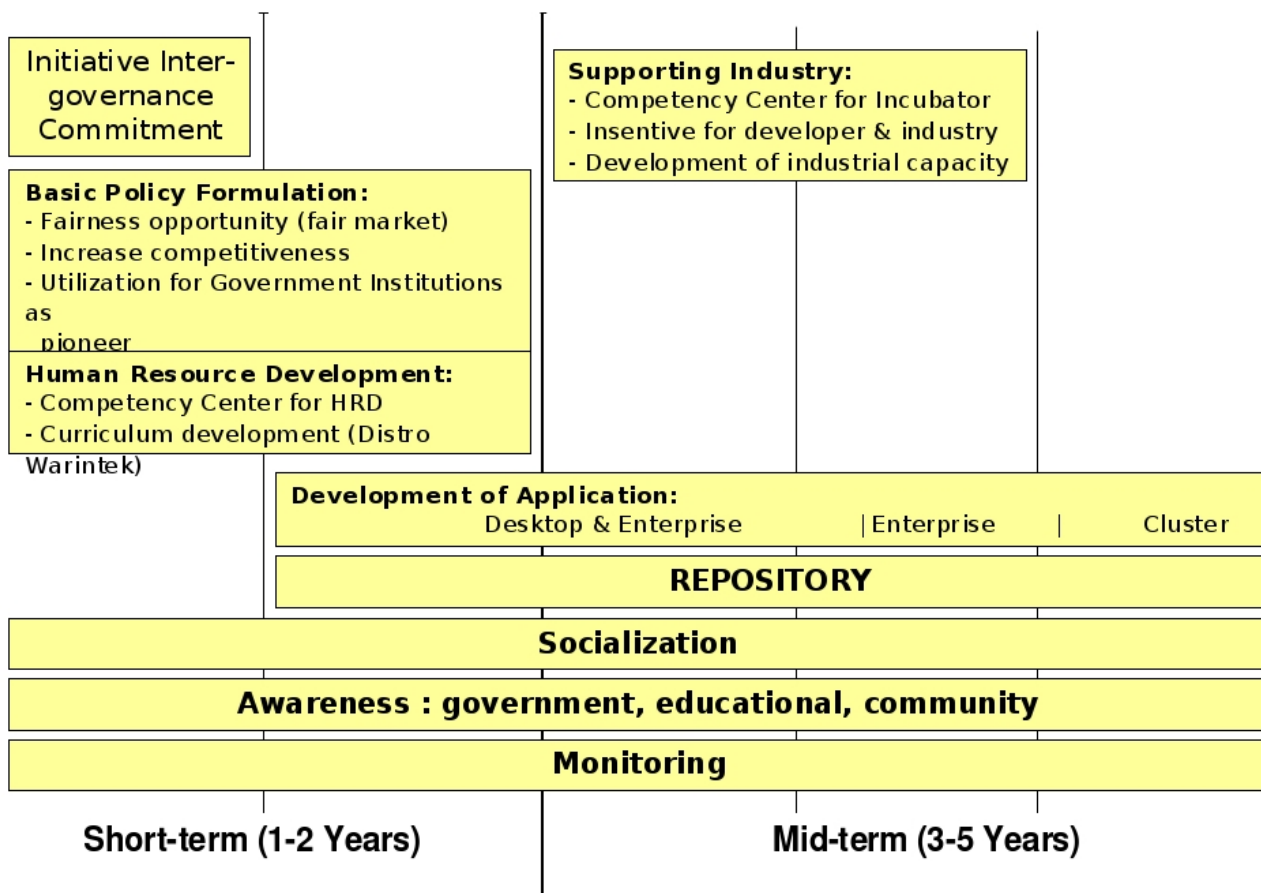 Initiative Inter-
governance
Commitment
Supporting Industry:
- Competency Center for Incubator
- Insentive for developer & industry
- Development of industrial capacity
Basic Policy Formulation:
- Fairness opportunity (fair market)
- Increase competitiveness
- Utilization for Government Institutions
as
pioneer
Human Resource Development:
- Competency Center for HRD
- Curriculum development (Distro
Warintek)
Development of Application:
Desktop & Enterprise | Enterprise | Cluster
REPOSITORY
Socialization
Awareness : government, educational, community
Monitoring
Short-term (1-2 Years) Mid-term (3-5 Years)